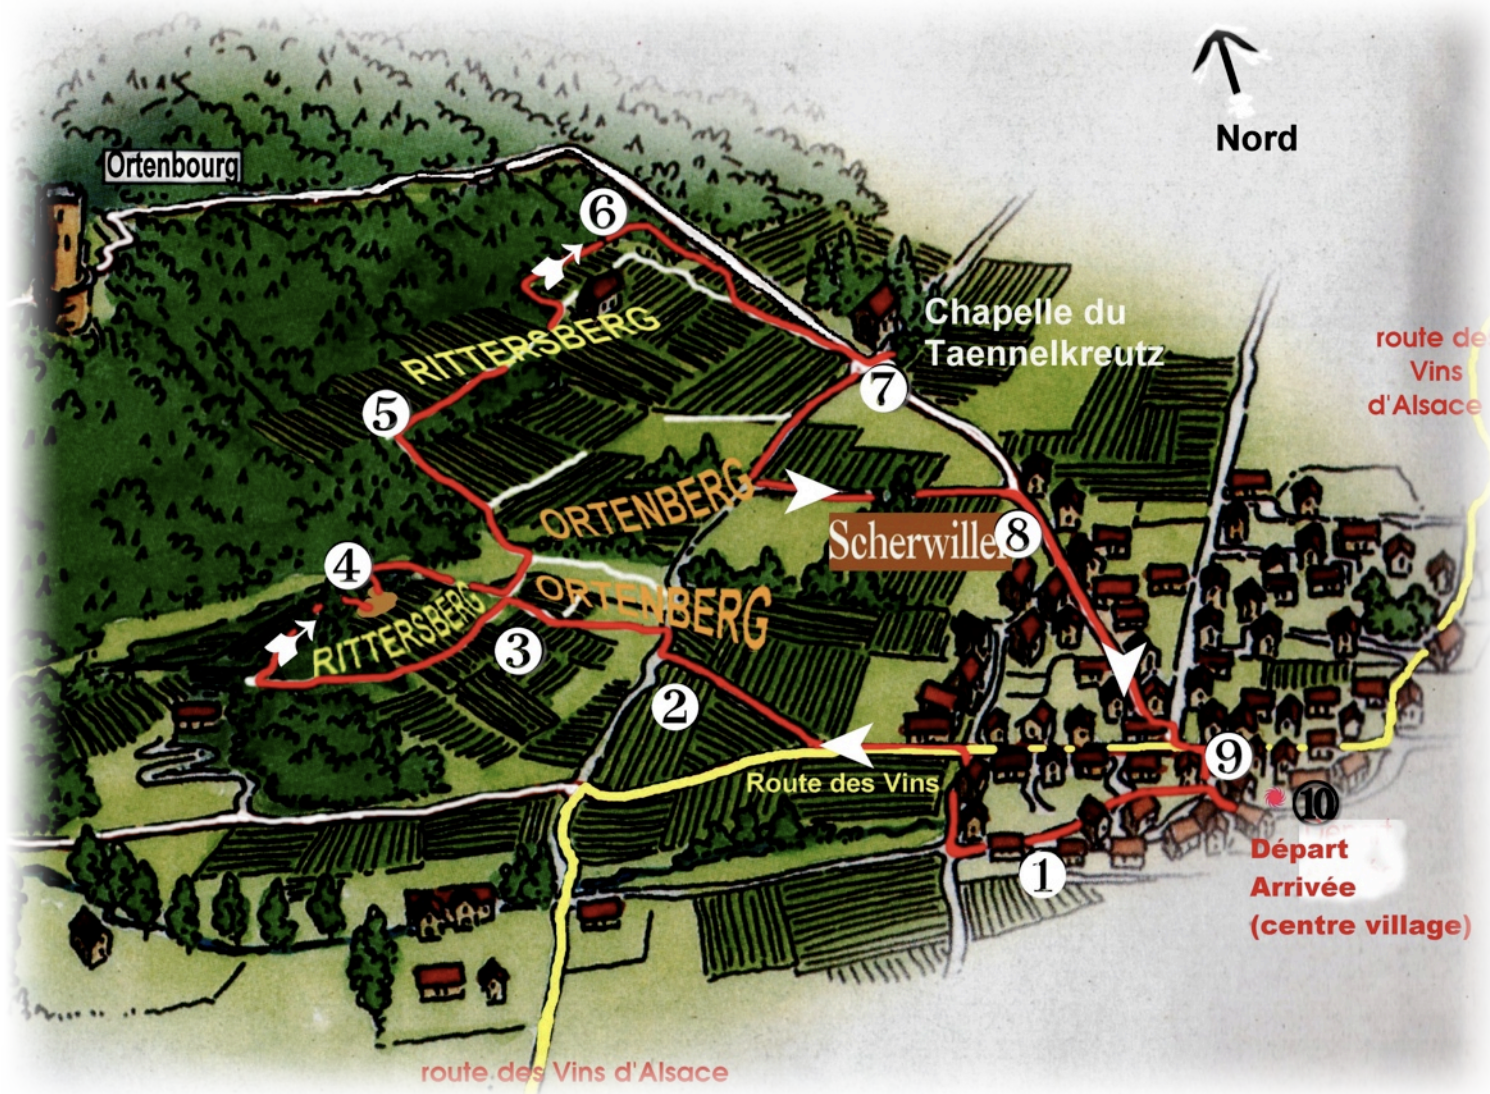 Nord
Ortenbourg
6
Chapelle du
Taennelkreutz
RITTERSBERG
route de
Vins
d'Alsace
7
5
ORTENBERG
Scherwiller
8
4
RITTERSBERG
ORTENBERG
3
2
Route des Vins
9
10
1
Départ
Arrivée
(centre village)
route des Vins d'Alsace